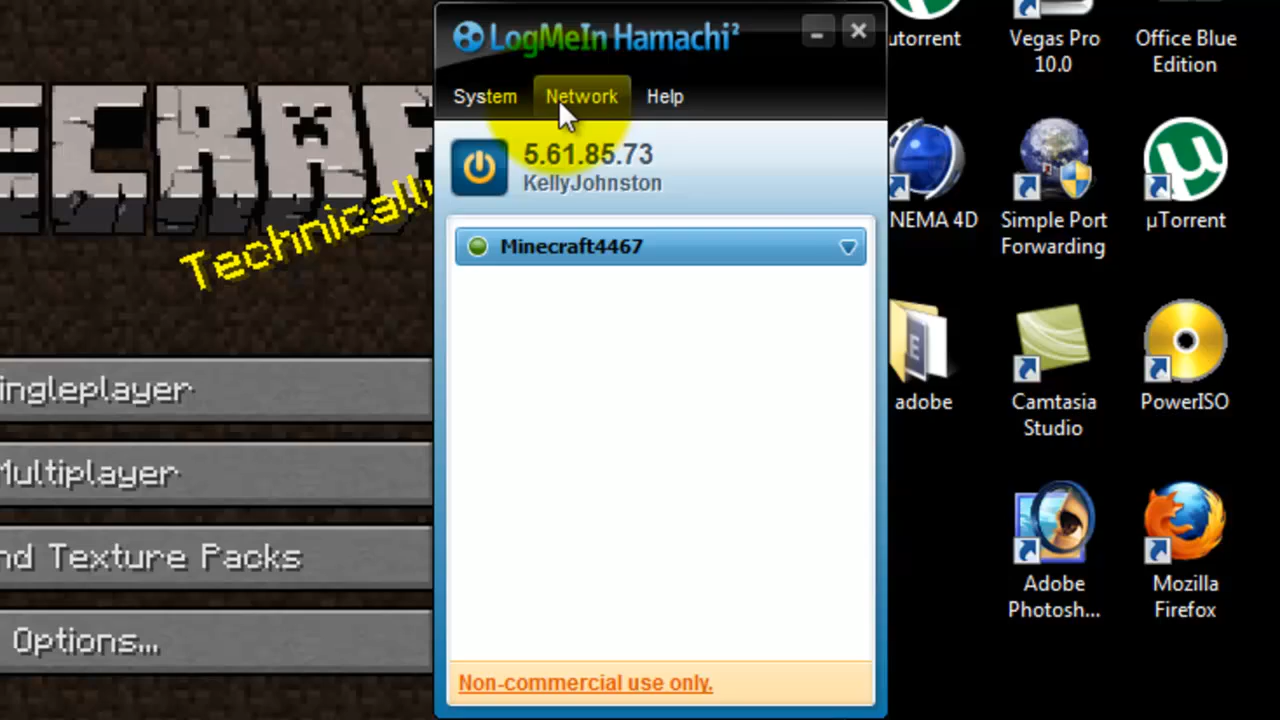 ECRAF
Technically
ingleplayer
Multiplayer
nd Texture Packs
Options...
LogMeIn Hamachi²
System Network Help
5.61.85.73
KellyJohnston
Minecraft4467
Non-commercial use only.
utorrent
Vegas Pro
10.0
Office Blue
Edition
NEMA 4D
Simple Port
Forwarding
µTorrent
adobe
Camtasia
Studio
PowerISO
Adobe
Photosh...
Mozilla
Firefox